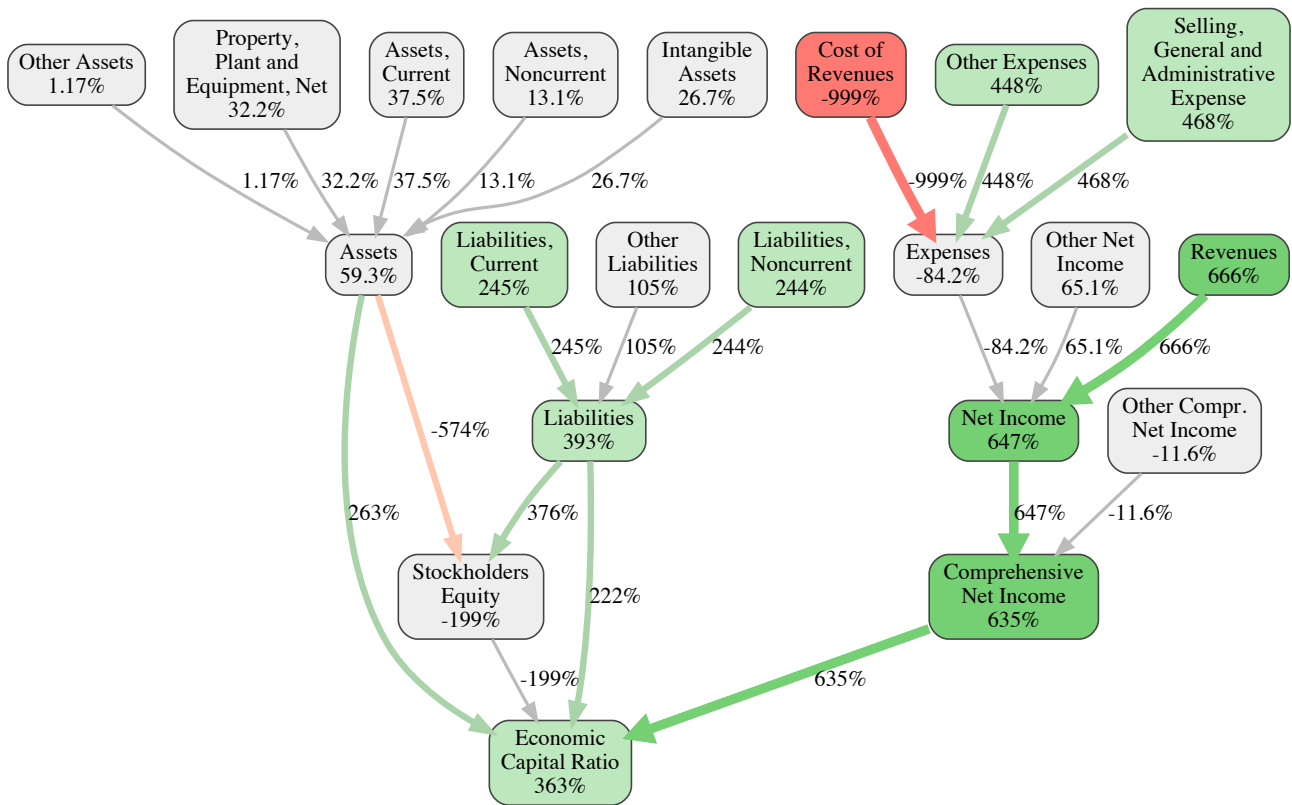 Other Assets
1.17%
Property,
Plant and
Equipment, Net
32.2%
Assets,
Current
37.5%
Assets,
Noncurrent
13.1%
Intangible
Assets
26.7%
Cost of
Revenues
-999%
Other Expenses
448%
Selling,
General and
Administrative
Expense
468%
1.17%
32.2%
37.5%
13.1%
26.7%
-999%
448%
468%
Assets
59.3%
Liabilities,
Current
245%
Other
Liabilities
105%
Liabilities,
Noncurrent
244%
Expenses
-84.2%
Other Net
Income
65.1%
Revenues
666%
245%
105%
244%
-84.2%
65.1%
666%
-574%
Liabilities
393%
Net Income
647%
Other Compr.
Net Income
-11.6%
263%
376%
647%
-11.6%
Stockholders
Equity
-199%
222%
Comprehensive
Net Income
635%
-199%
635%
Economic
Capital Ratio
363%